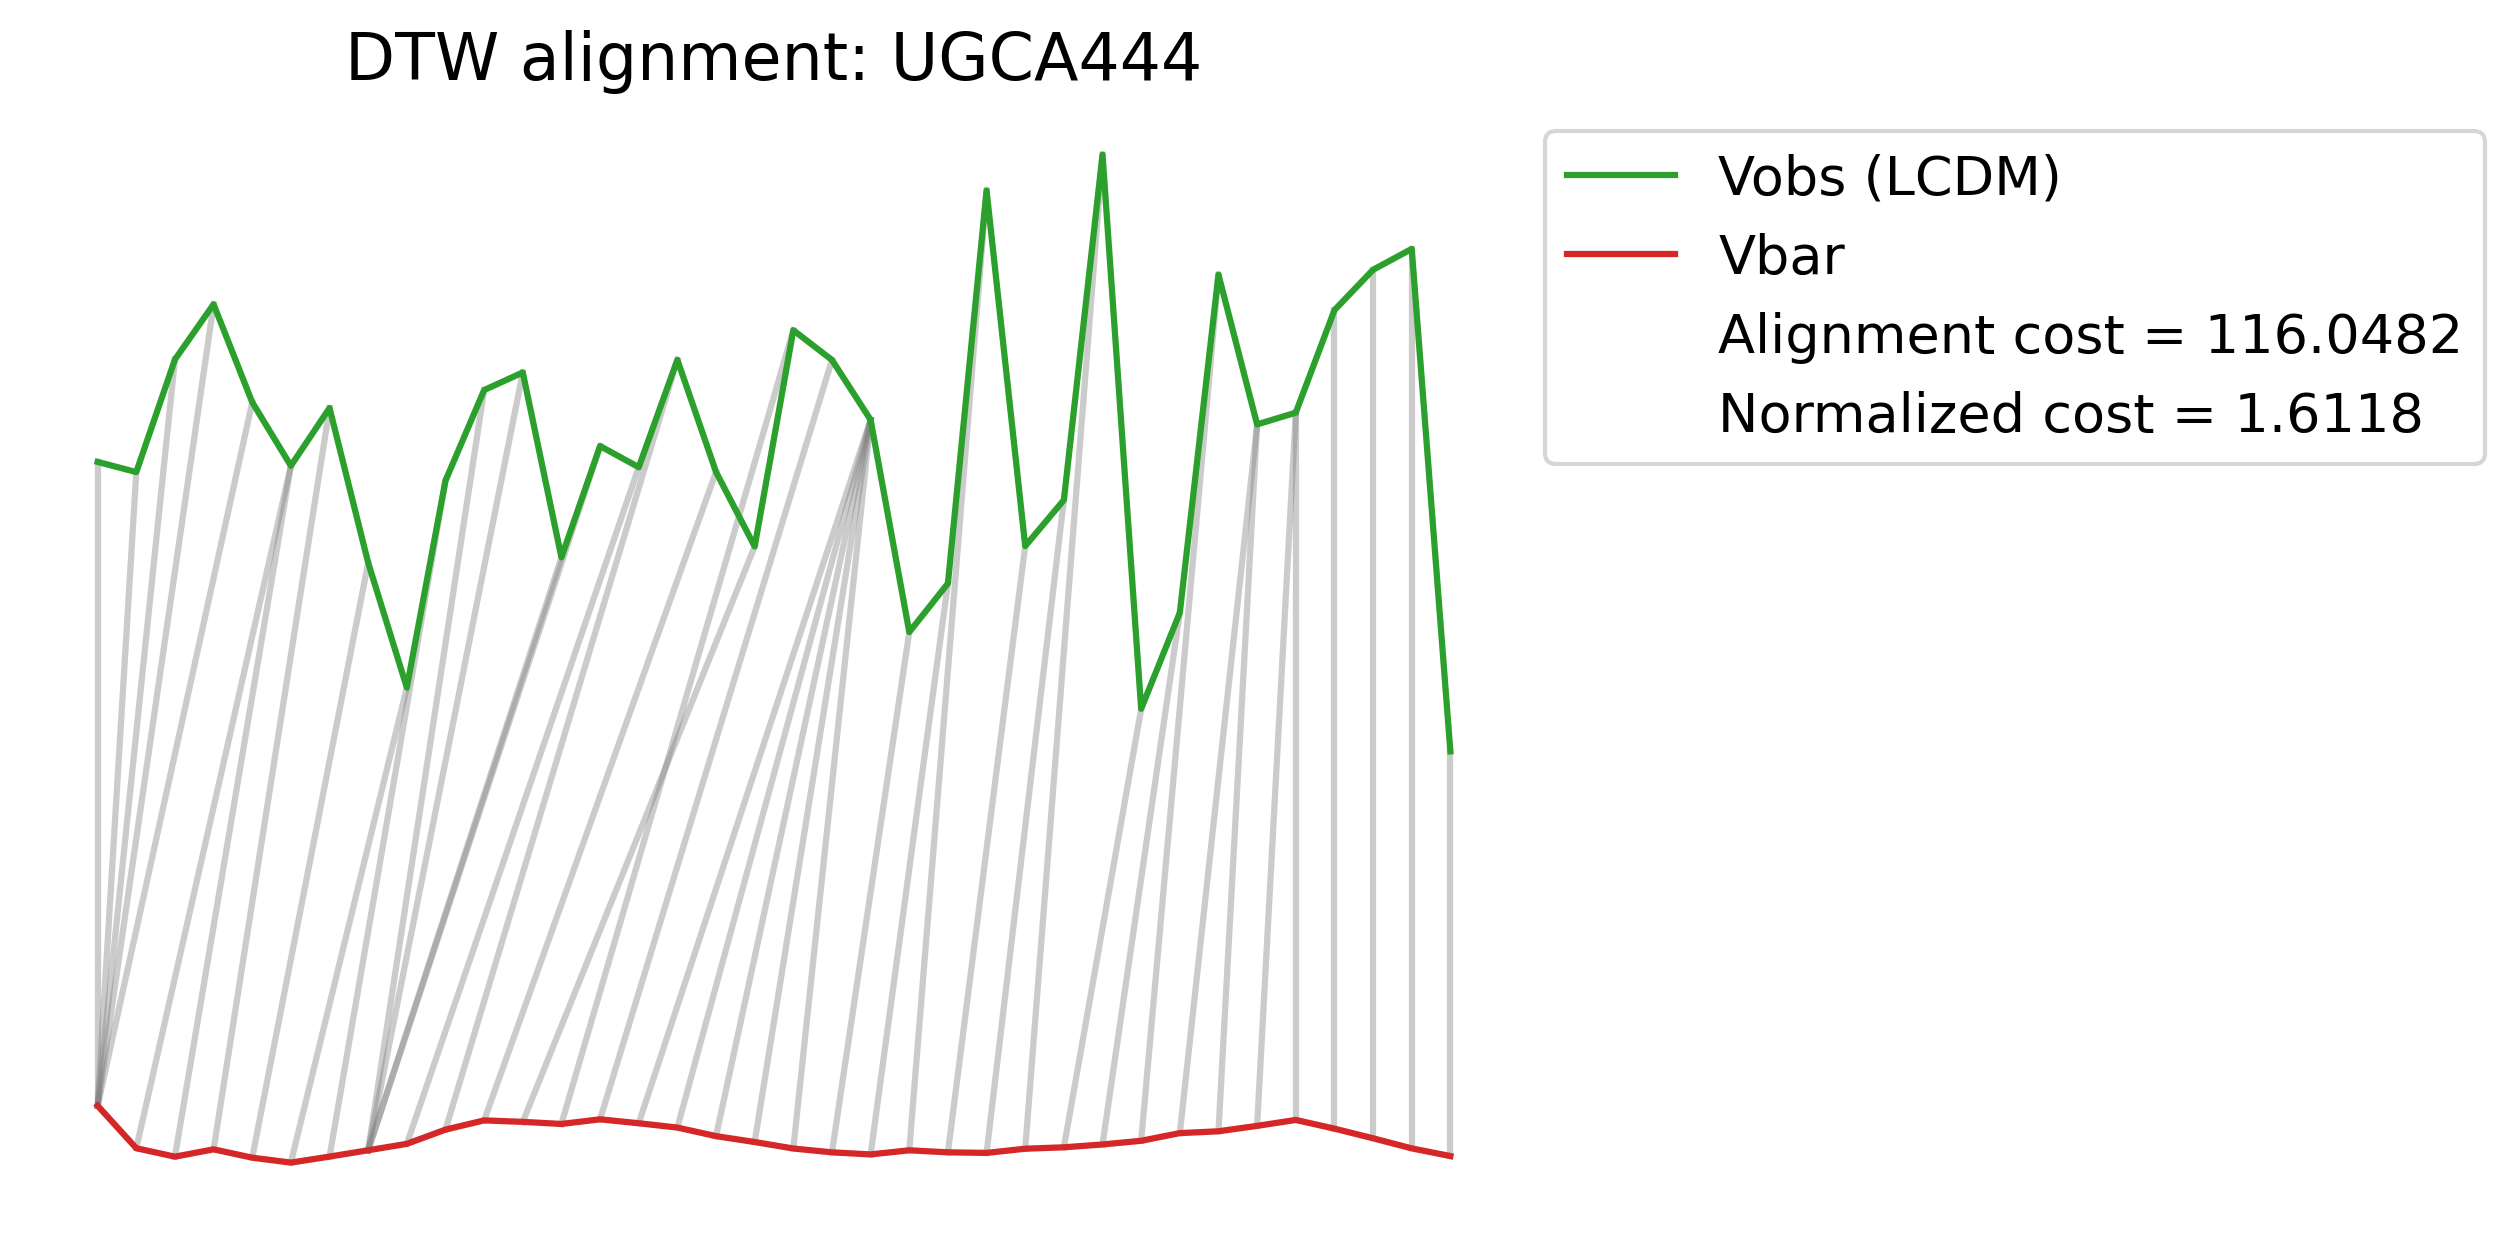 DTW alignment: UGCA444
Vobs (LCDM)
Vbar
Alignment cost = 116.0482
Normalized cost = 1.6118